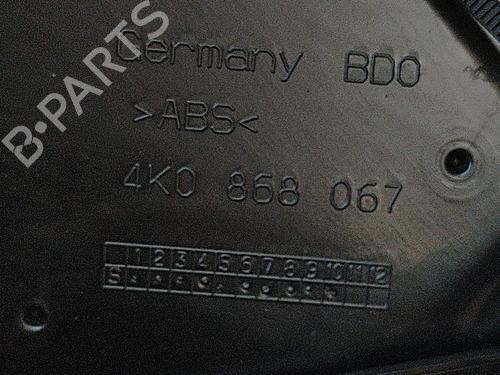 Germany BDO
>ABS<
4K0 868 067
1 2 3 4 5 6 7 8 9 10 11 12
B-PARTS